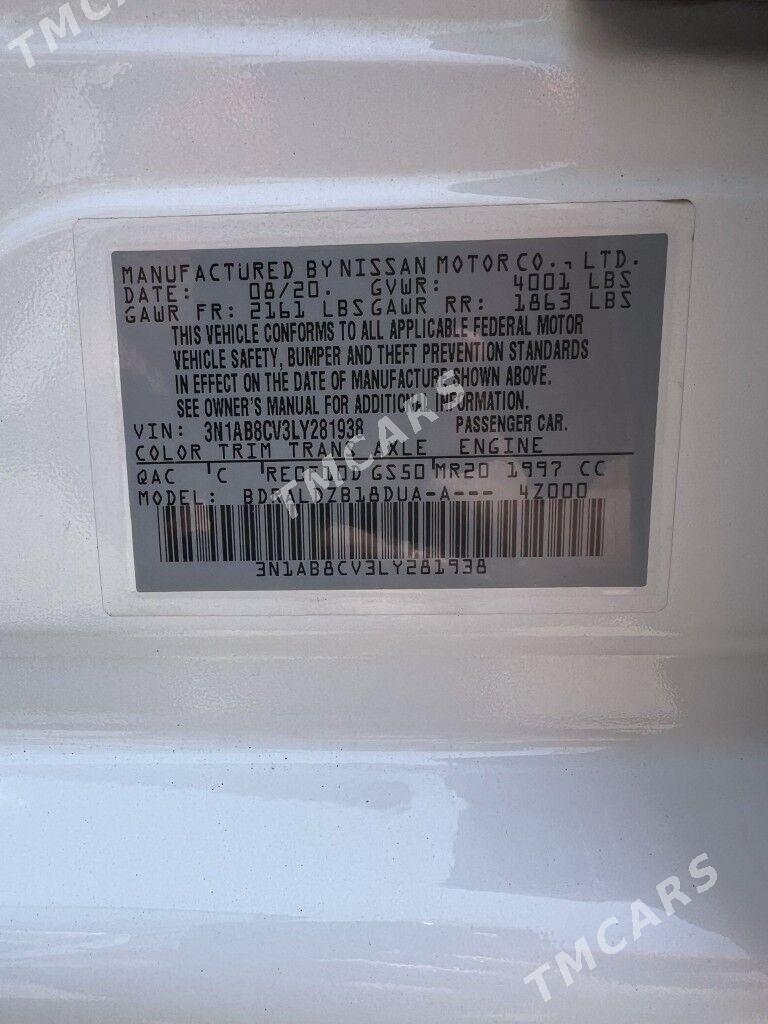 TMCARS
MANUFACTURED BY NISSAN MOTOR CO., LTD.
DATE: 08/20. GVWR: 4001 LBS
GAWR FR: 2161 LBS GAWR RR: 1863 LBS
THIS VEHICLE CONFORMS TO ALL APPLICABLE FEDERAL MOTOR
VEHICLE SAFETY, BUMPER AND THEFT PREVENTION STANDARDS
IN EFFECT ON THE DATE OF MANUFACTURE SHOWN ABOVE.
SEE OWNER'S MANUAL FOR ADDITIONAL INFORMATION.
VIN: 3N1AB8CV3LY281938 PASSENGER CAR.
COLOR TRIM TRANS AXLE ENGINE
QAC C GS50 MR20 1997 CC
MODEL: 4Z000
3N1AB8CV3LY281938
TMCARS
TMCARS